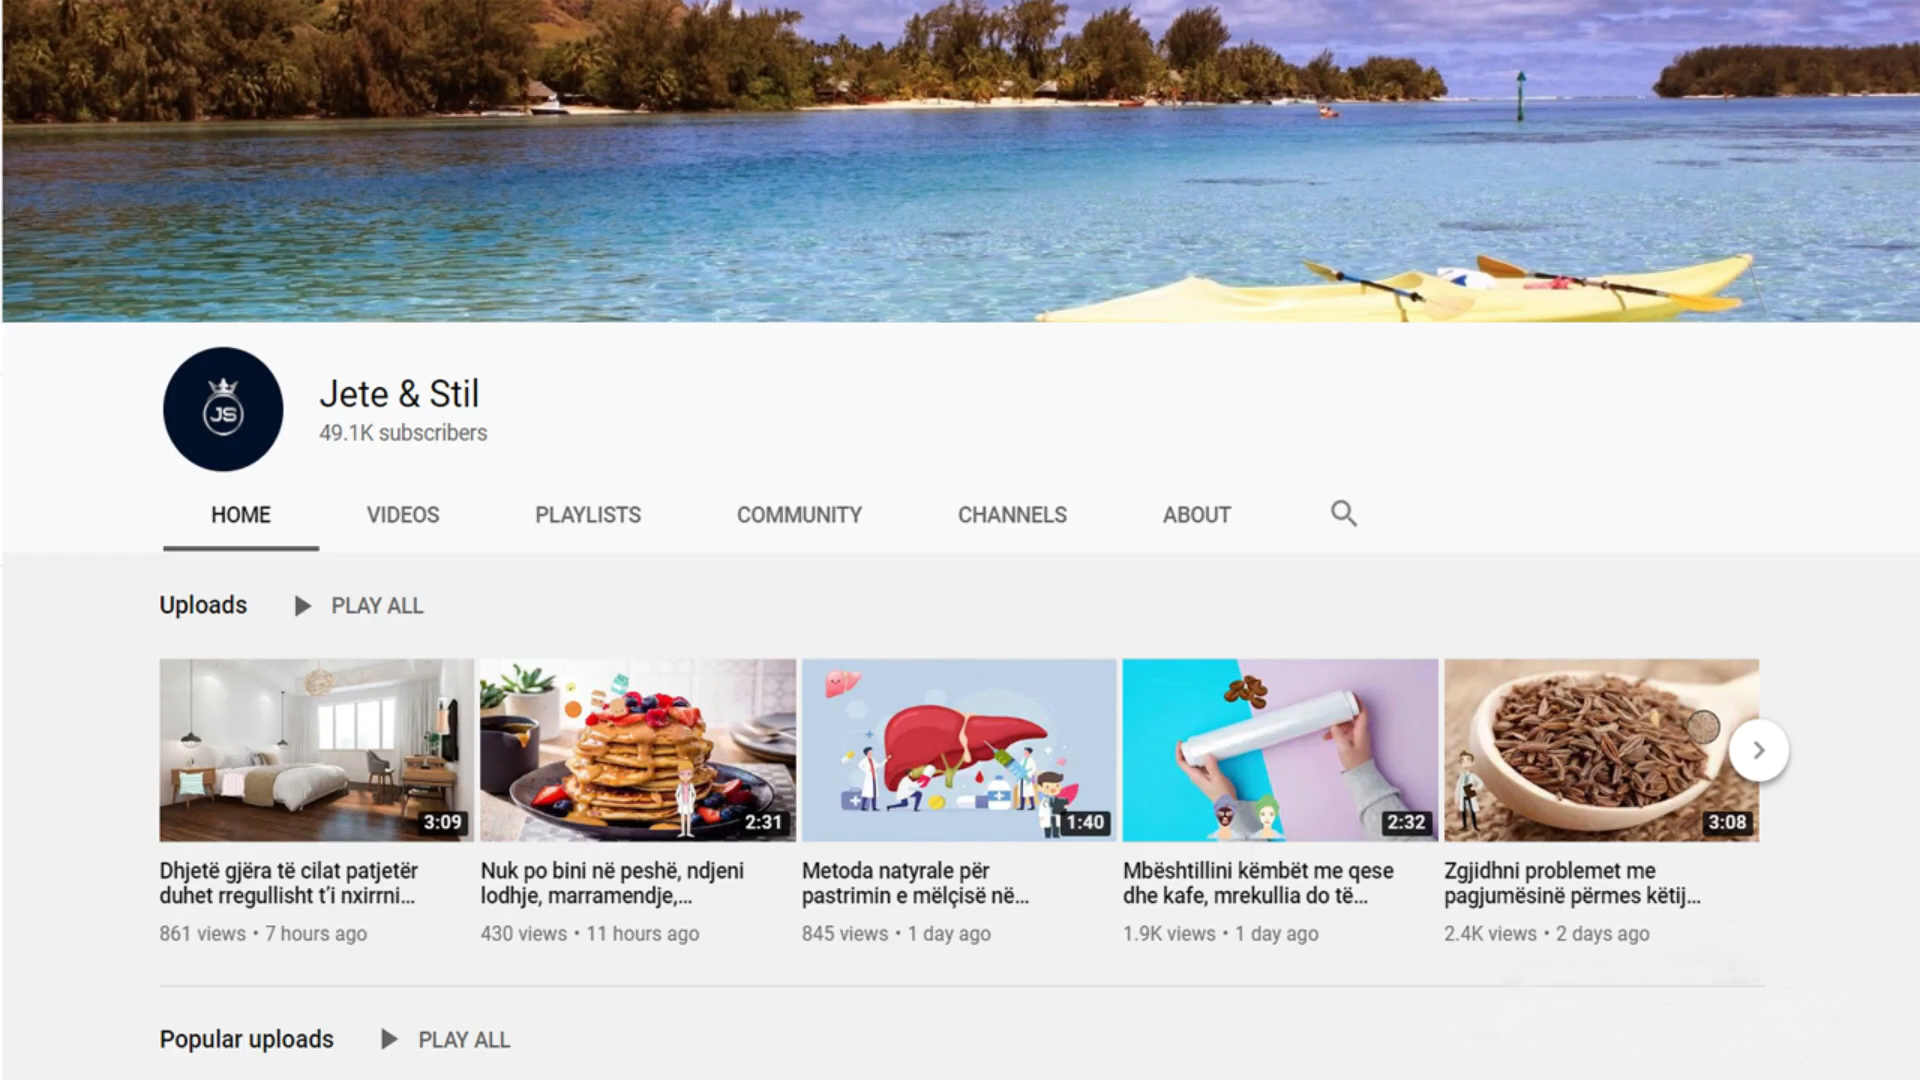 JS
Jete & Stil
49.1K subscribers
HOME
VIDEOS
PLAYLISTS
COMMUNITY
CHANNELS
ABOUT
Uploads
PLAY ALL
3:09
2:31
1:40
2:32
3:08
Dhjetë gjëra të cilat patjetër
duhet rregullisht t’i nxirrni...
861 views • 7 hours ago
Nuk po bini në peshë, ndjeni
lodhje, marramendje,...
430 views • 11 hours ago
Metoda natyrale për
pastrimin e mëlçisë në...
845 views • 1 day ago
Mbështillini këmbët me qese
dhe kafe, mrekullia do të...
1.9K views • 1 day ago
Zgjidhni problemet me
pagjumësinë përmes këtij...
2.4K views • 2 days ago
Popular uploads
PLAY ALL